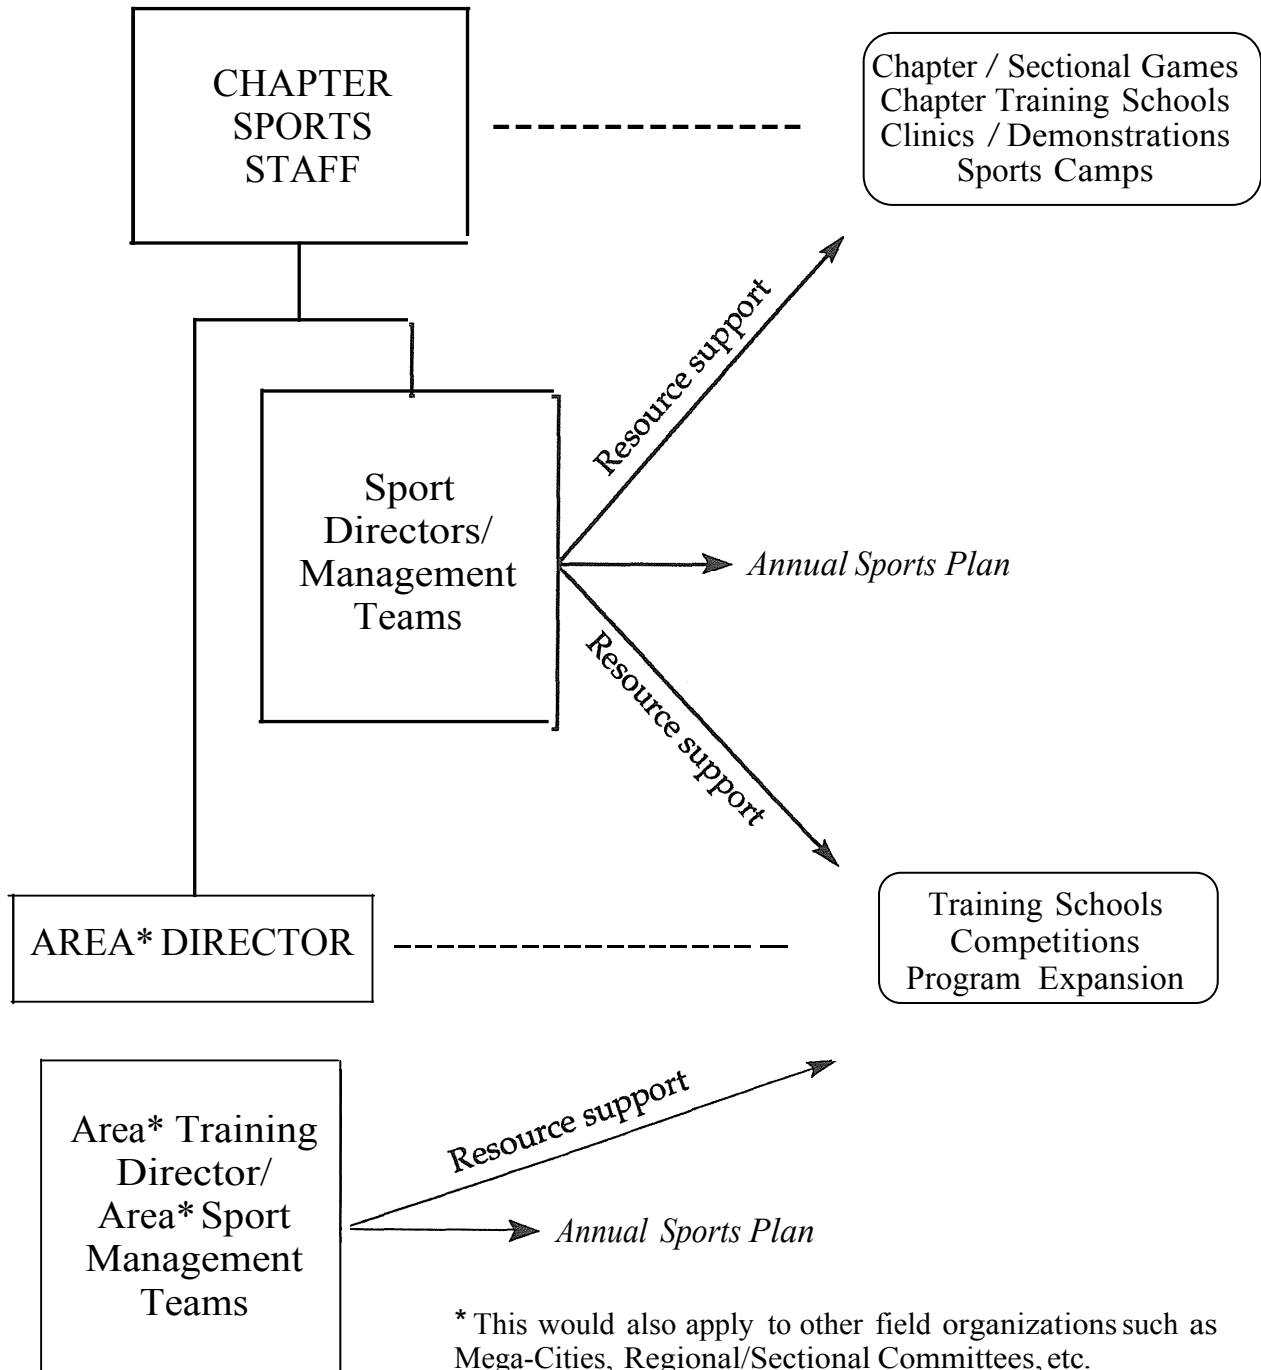 CHAPTER
SPORTS
STAFF
Chapter / Sectional Games
Chapter Training Schools
Clinics / Demonstrations
Sports Camps
Resource support
Sport
Directors/
Management
Teams
Annual Sports Plan
Resource support
AREA* DIRECTOR
Training Schools
Competitions
Program Expansion
Area* Training
Director/
Area* Sport
Management
Teams
Resource support
Annual Sports Plan
* This would also apply to other field organizations such as
Mega-Cities, Regional/Sectional Committees, etc.